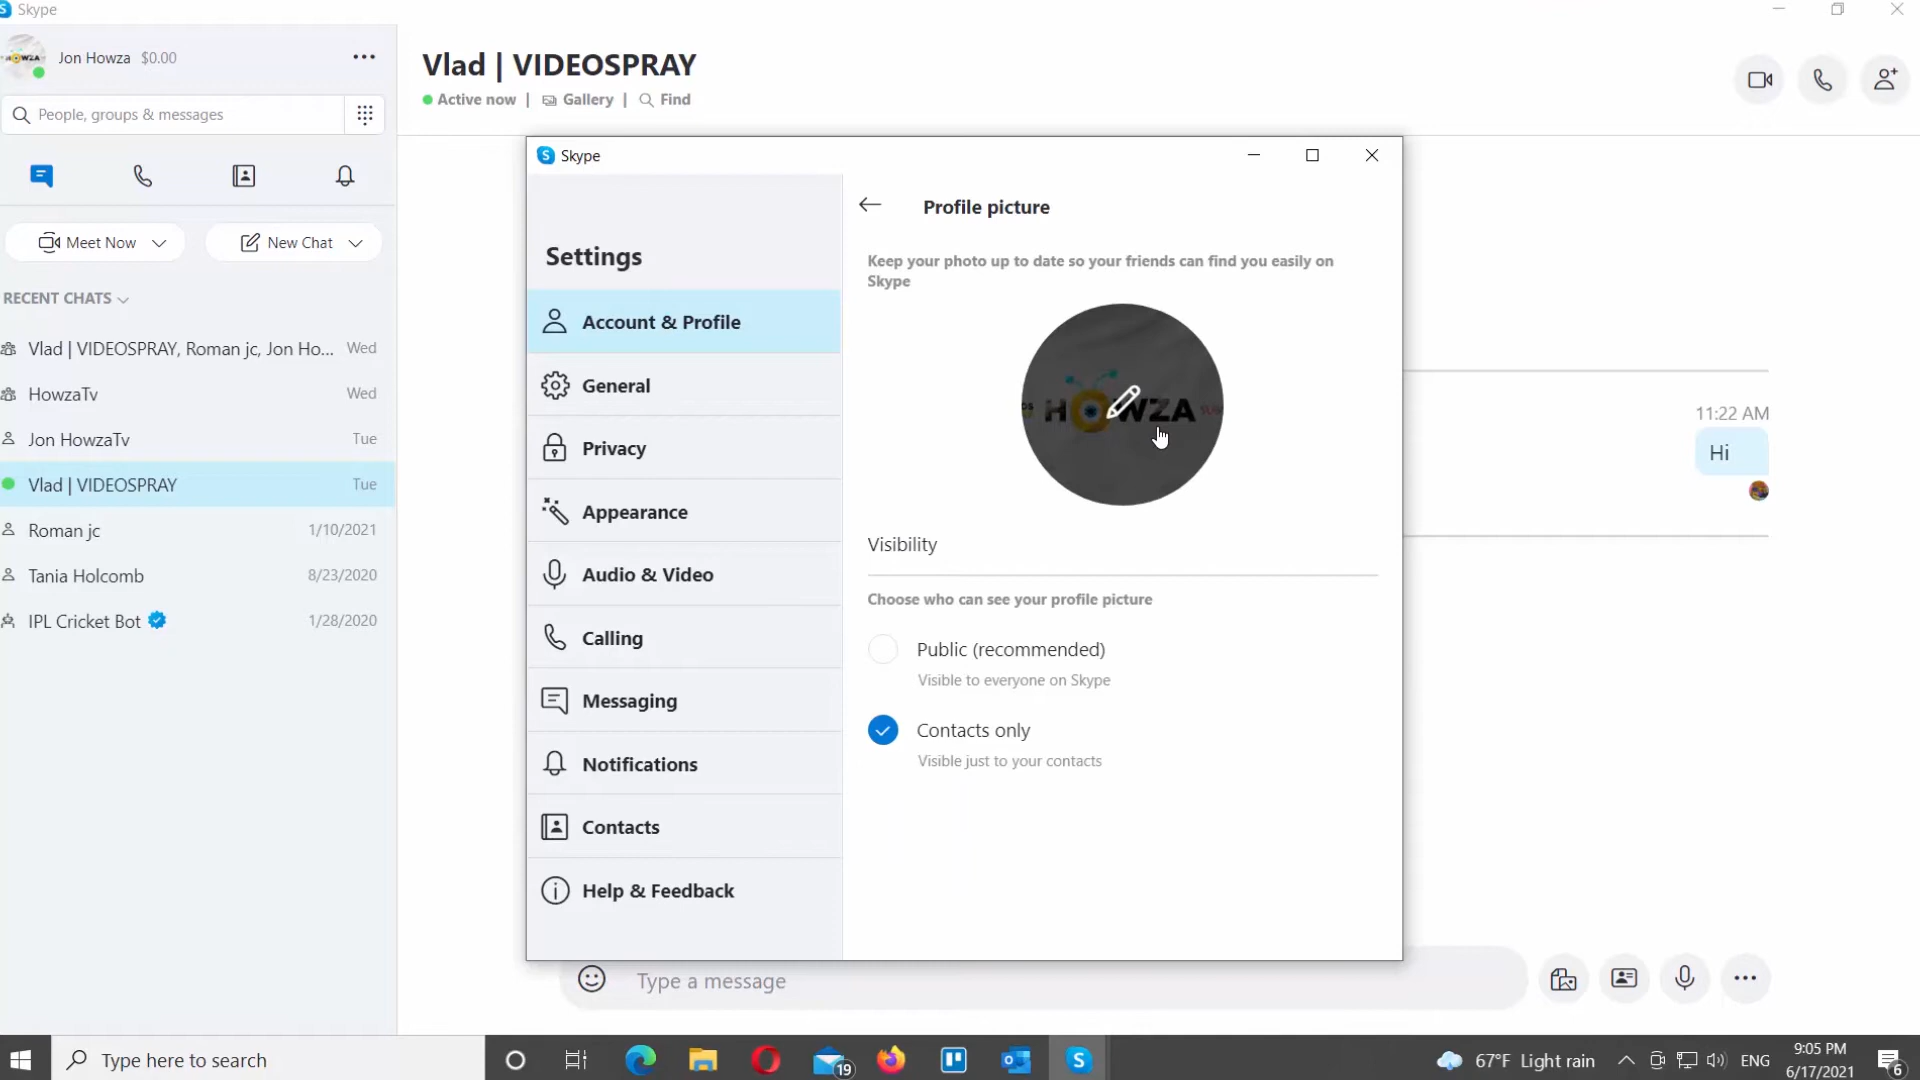 Skype
Jon Howza $0.00
People, groups & messages
Meet Now
New Chat
RECENT CHATS
Vlad | VIDEOSPRAY, Roman jc, Jon Ho... Wed
HowzaTv Wed
Jon HowzaTv Tue
Vlad | VIDEOSPRAY Tue
Roman jc 1/10/2021
Tania Holcomb 8/23/2020
IPL Cricket Bot 1/28/2020
Vlad | VIDEOSPRAY
Active now | Gallery | Find
11:22 AM
Hi
Skype
Settings
Account & Profile
General
Privacy
Appearance
Audio & Video
Calling
Messaging
Notifications
Contacts
Help & Feedback
Profile picture
Keep your photo up to date so your friends can find you easily on
Skype
HOWZA
Visibility
Choose who can see your profile picture
Public (recommended)
Visible to everyone on Skype
Contacts only
Visible just to your contacts
Type a message
Type here to search
19
67°F Light rain
ENG
9:05 PM
6/17/2021
6